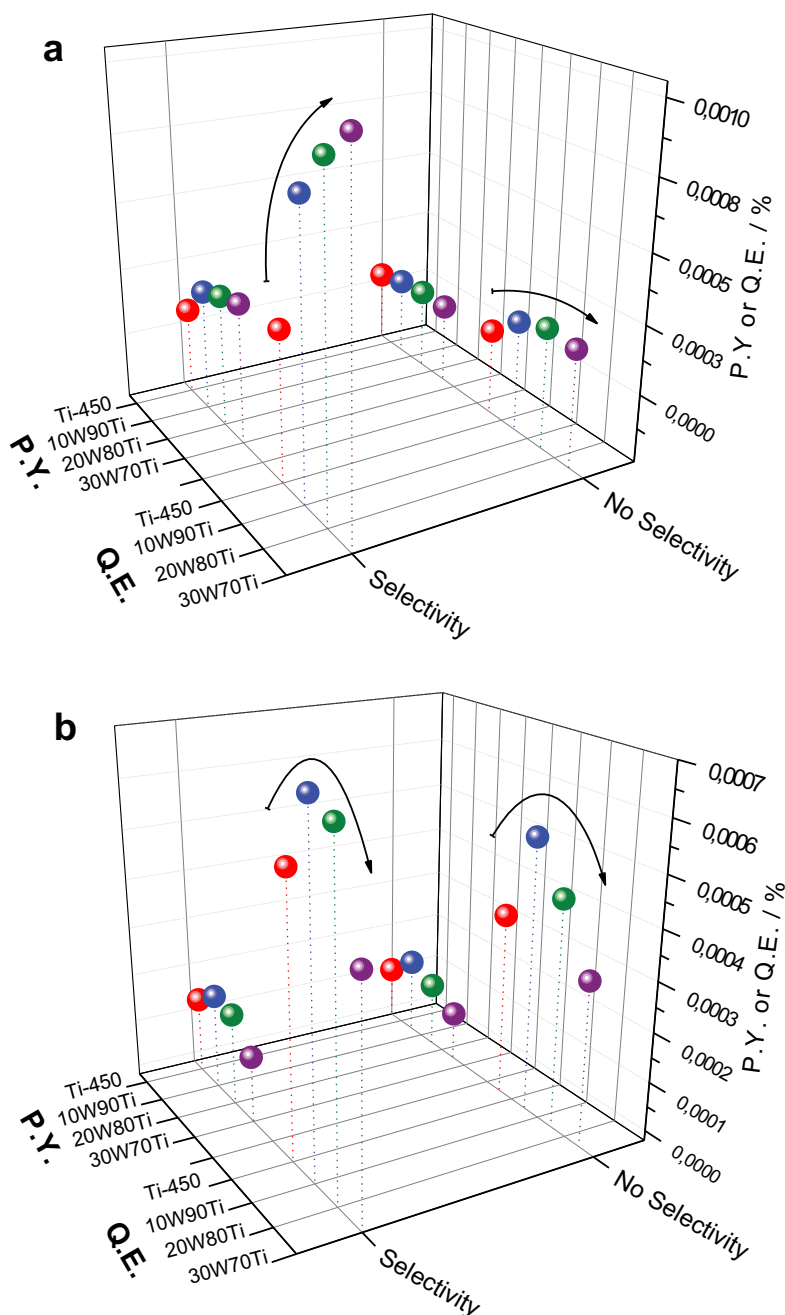 a
0,0010
0,0008
0,0005
0,0003
0,0000
P.Y or Q.E. / %
Ti-450
10W90Ti
20W80Ti
30W70Ti
P.Y.
Ti-450
10W90Ti
20W80Ti
30W70Ti
Q.E.
Selectivity
No Selectivity
b
0,0007
0,0006
0,0005
0,0004
0,0003
0,0002
0,0001
0,0000
P.Y. or Q.E. / %
Ti-450
10W90Ti
20W80Ti
30W70Ti
P.Y.
Ti-450
10W90Ti
20W80Ti
30W70Ti
Q.E.
Selectivity
No Selectivity